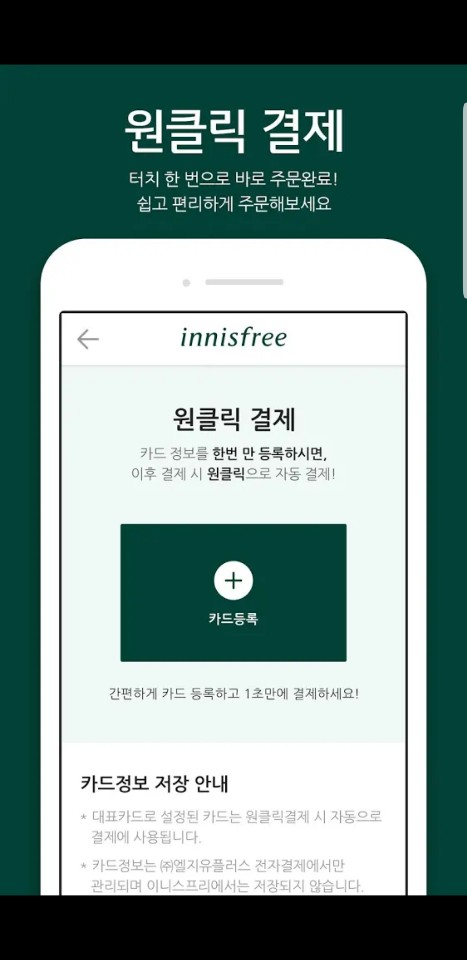 원클릭 결제
터치 한 번으로 바로 주문완료!
쉽고 편리하게 주문해보세요
innisfree
원클릭 결제
카드 정보를 한번 만 등록하시면,
이후 결제 시 원클릭으로 자동 결제!
카드등록
간편하게 카드 등록하고 1초만에 결제하세요!
카드정보 저장 안내
* 대표카드로 설정된 카드는 원클릭결제 시 자동으로
결제에 사용됩니다.
* 카드정보는 ㈜엘지유플러스 전자결제에서만
관리되며 이니스프리에서는 저장되지 않습니다.